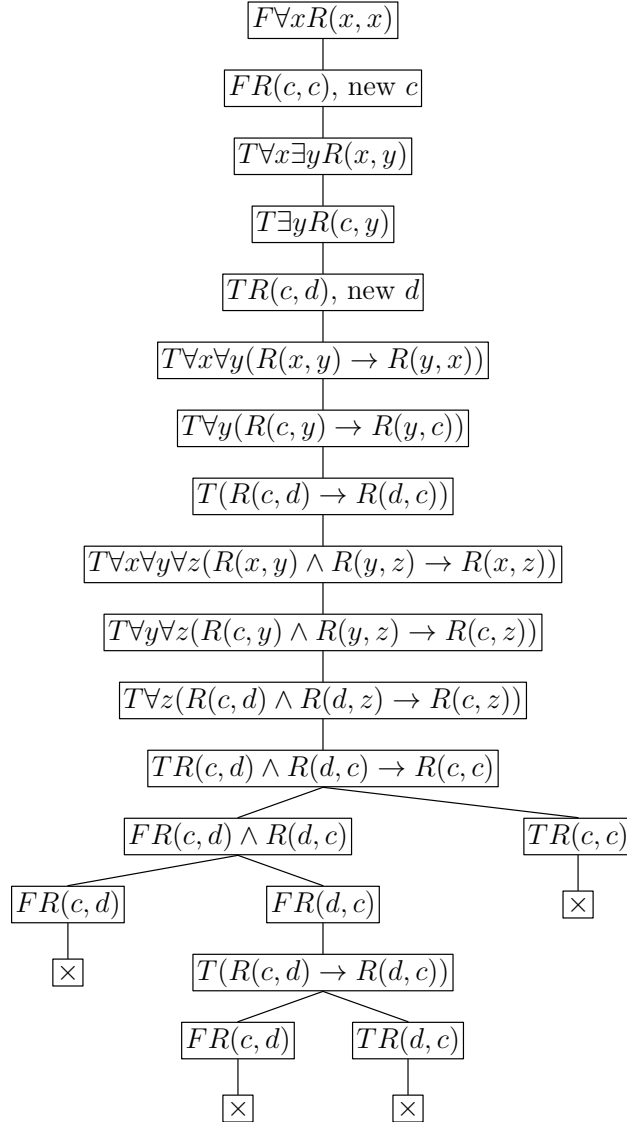 F∀xR(x, x)
FR(c, c), new c
T∀x∃yR(x, y)
T∃yR(c, y)
TR(c, d), new d
T∀x∀y(R(x, y) → R(y, x))
T∀y(R(c, y) → R(y, c))
T(R(c, d) → R(d, c))
T∀x∀y∀z(R(x, y) ∧ R(y, z) → R(x, z))
T∀y∀z(R(c, y) ∧ R(y, z) → R(c, z))
T∀z(R(c, d) ∧ R(d, z) → R(c, z))
TR(c, d) ∧ R(d, c) → R(c, c)
FR(c, d) ∧ R(d, c) TR(c, c)
FR(c, d) FR(d, c) ×
× T(R(c, d) → R(d, c))
FR(c, d) TR(d, c)
× ×